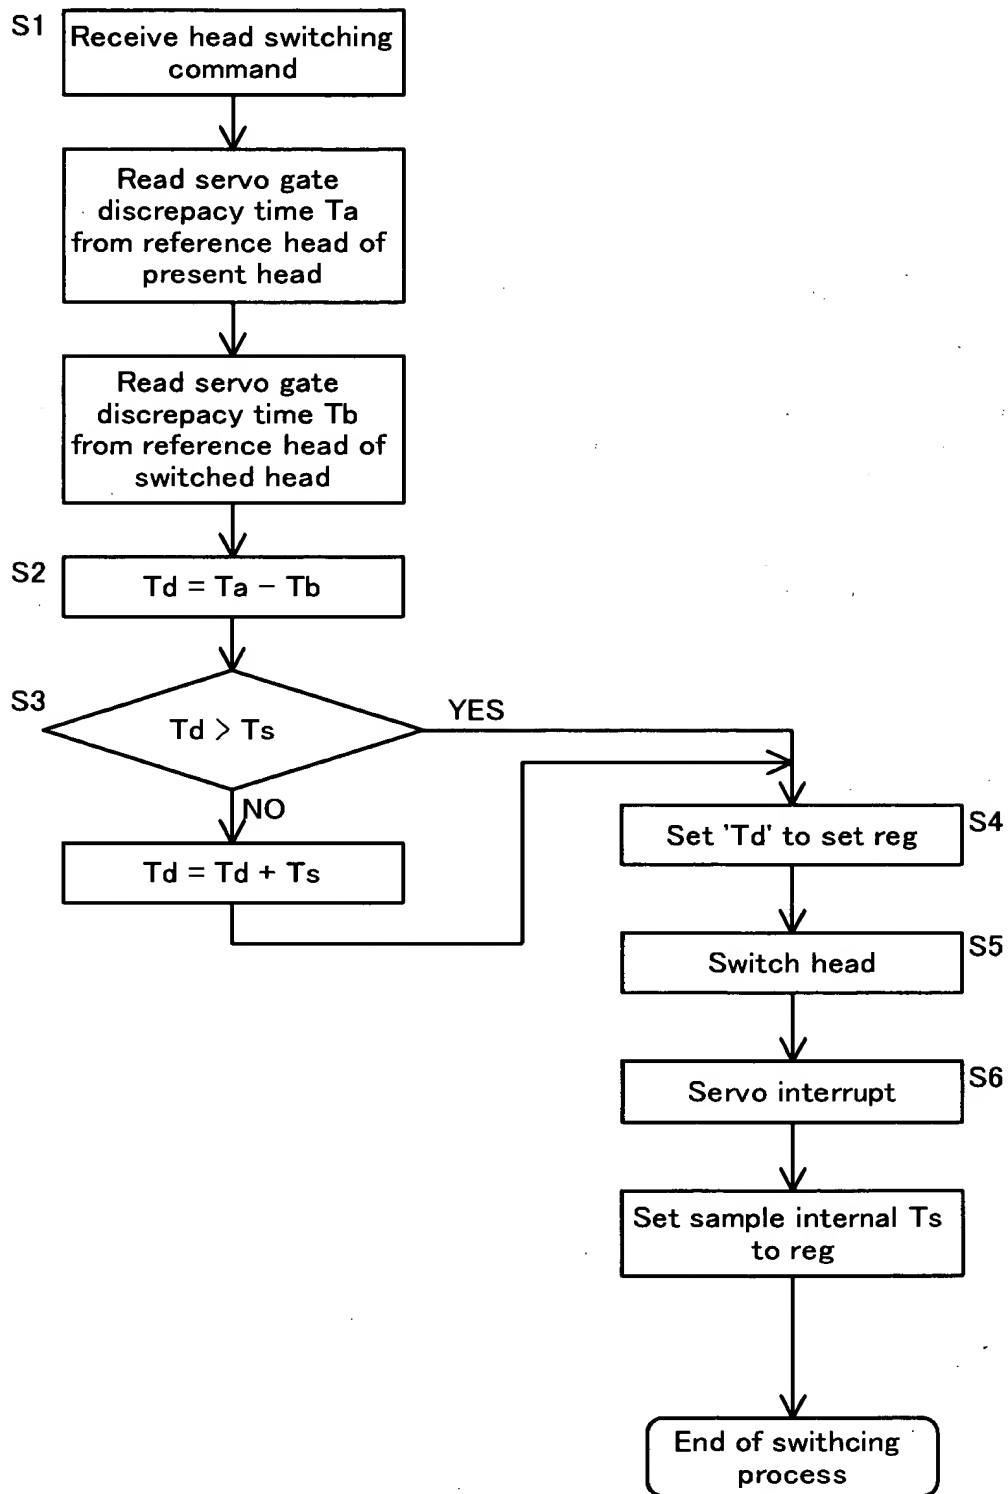 S1
Receive head switching
command
Read servo gate
discrepacy time Ta
from reference head of
present head
Read servo gate
discrepacy time Tb
from reference head of
switched head
S2
Td = Ta − Tb
S3
Td > Ts
YES
NO
Td = Td + Ts
Set 'Td' to set reg
S4
Switch head
S5
Servo interrupt
S6
Set sample internal Ts
to reg
End of swithcing
process